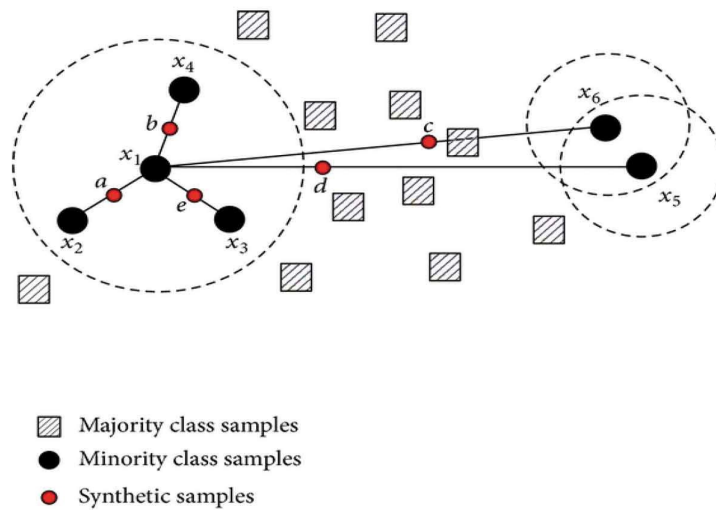 x₄
x₆
b
c
x₁
a
e
d
x₂
x₃
x₅
Majority class samples
Minority class samples
Synthetic samples